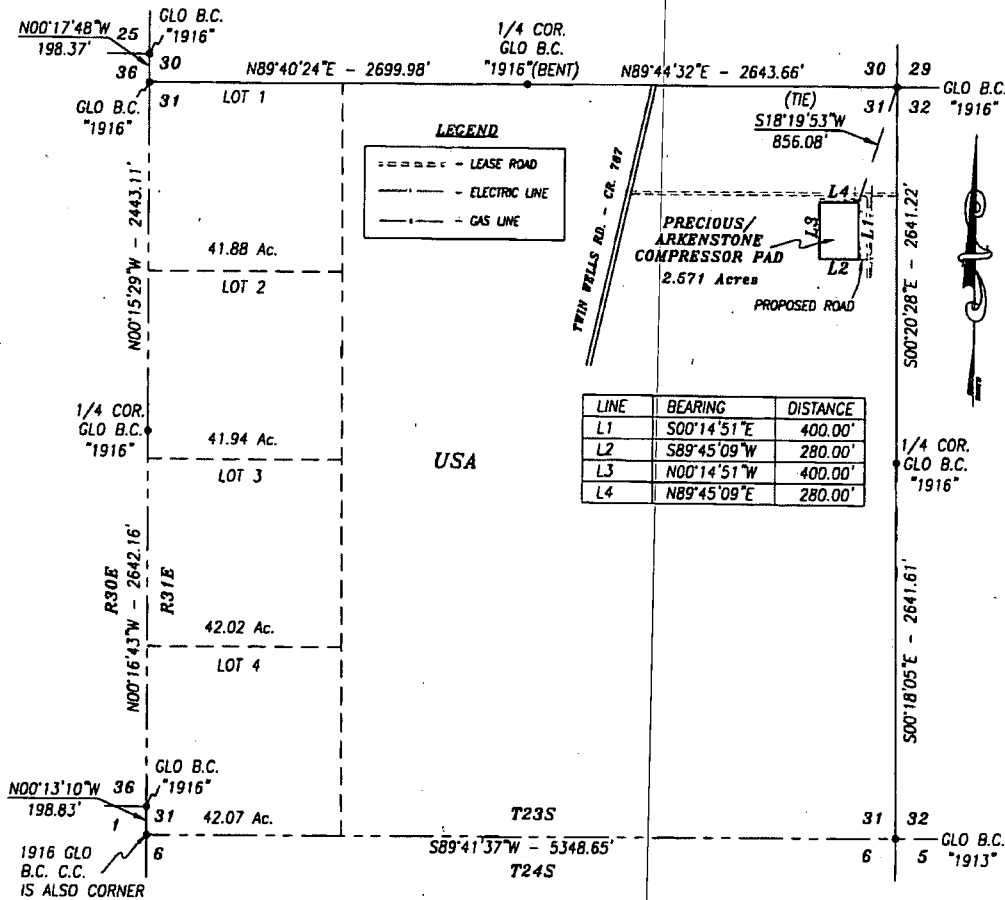 N00°17'48"W
198.37'
25
GLO B.C.
"1916"
36
30
31
GLO B.C.
"1916"
N89°40'24"E - 2699.98'
1/4 COR.
GLO B.C.
"1916"(BENT)
N89°44'32"E - 2643.66'
30
29
31
32
GLO B.C.
"1916"
(TIE)
S18°19'53"W
856.08'
LOT 1
LEGEND
- LEASE ROAD
- ELECTRIC LINE
- GAS LINE
N00°15'29"W - 2443.11'
41.88 Ac.
LOT 2
TWIN WELLS RD. - CR. 787
L4
L3
L1
L2
PRECIOUS/
ARKENSTONE
COMPRESSOR PAD
2.571 Acres
PROPOSED ROAD
S00°20'28"E - 2641.22'
1/4 COR.
GLO B.C.
"1916"
41.94 Ac.
LOT 3
USA
LINE BEARING DISTANCE
L1 S00°14'51"E 400.00'
L2 S89°45'09"W 280.00'
L3 N00°14'51"W 400.00'
L4 N89°45'09"E 280.00'
1/4 COR.
GLO B.C.
"1916"
R30E
R31E
N00°16'43"W - 2642.16'
42.02 Ac.
LOT 4
S00°18'05"E - 2641.61'
N00°13'10"W
198.83'
36
GLO B.C.
"1916"
31
1
6
42.07 Ac.
1916 GLO
B.C. C.C.
IS ALSO CORNER
T23S
S89°41'37"W - 5348.65'
T24S
31
32
6
5
GLO B.C.
"1913"